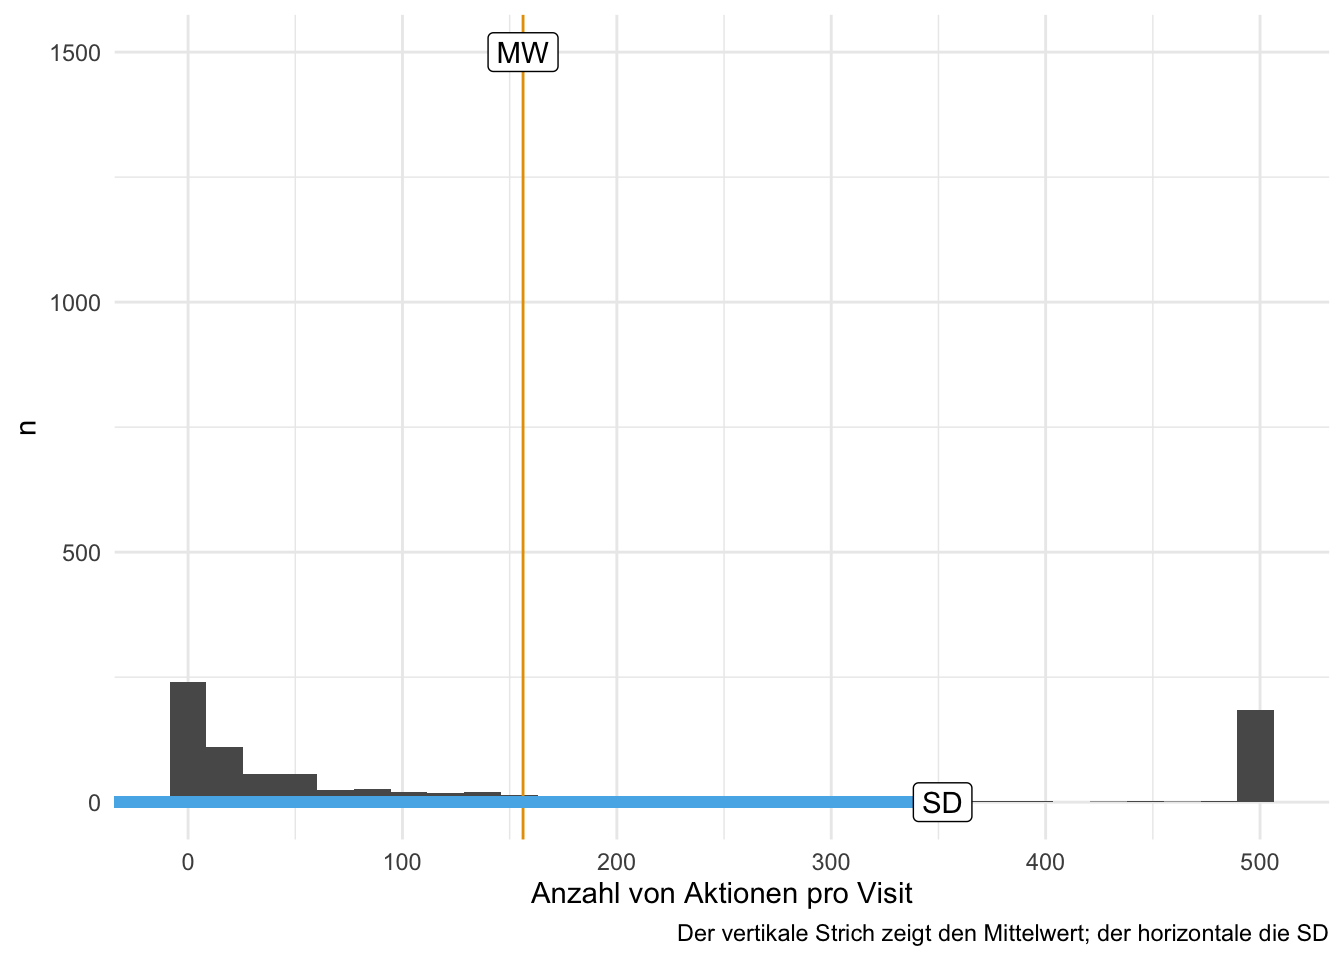 1500
MW
1000
n
500
0
SD
0 100 200 300 400 500
Anzahl von Aktionen pro Visit
Der vertikale Strich zeigt den Mittelwert; der horizontale die SD